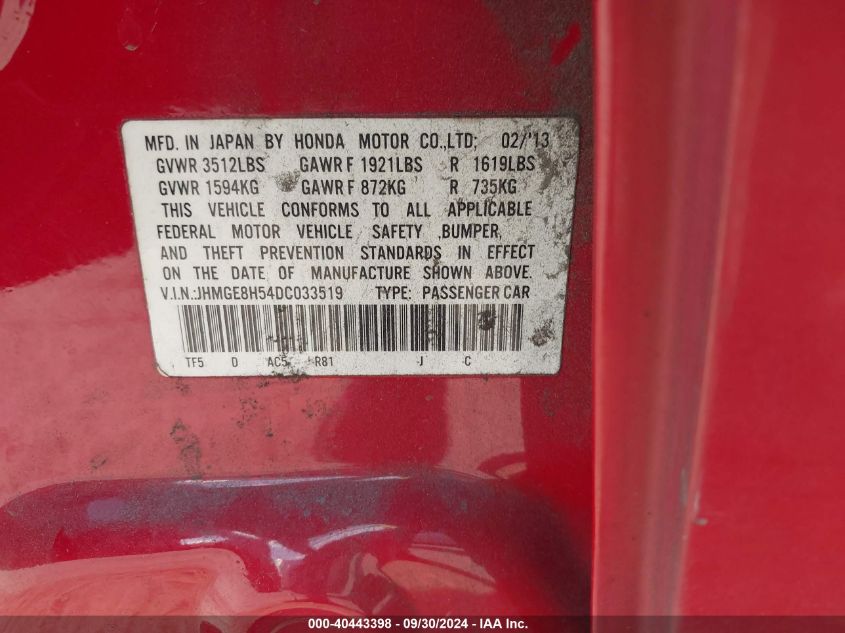 MFD. IN JAPAN BY HONDA MOTOR CO.,LTD; 02/'13
GVWR 3512LBS GAWR F 1921LBS R 1619LBS
GVWR 1594KG GAWR F 872KG R 735KG
THIS VEHICLE CONFORMS TO ALL APPLICABLE
FEDERAL MOTOR VEHICLE SAFETY ,BUMPER,
AND THEFT PREVENTION STANDARDS IN EFFECT
ON THE DATE OF MANUFACTURE SHOWN ABOVE.
V.I.N.:JHMGE8H54DC033519 TYPE: PASSENGER CAR
TF5 D AC5 R81 J C
000-40443398 - 09/30/2024 - IAA Inc.